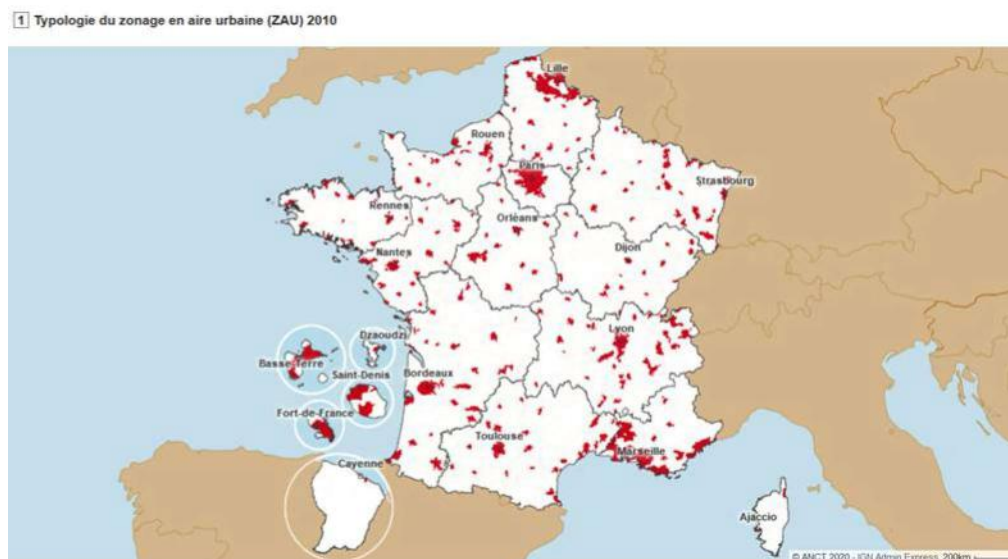 1 Typologie du zonage en aire urbaine (ZAU) 2010
Lille
Rouen
Paris
Strasbourg
Rennes
Orléans
Nantes
Dijon
Dzaoudzi
Lyon
Basse-Terre
Saint-Denis
Bordeaux
Fort-de-France
Toulouse
Marseille
Cayenne
Ajaccio
© ANCT 2020 - IGN Admin Express 200km